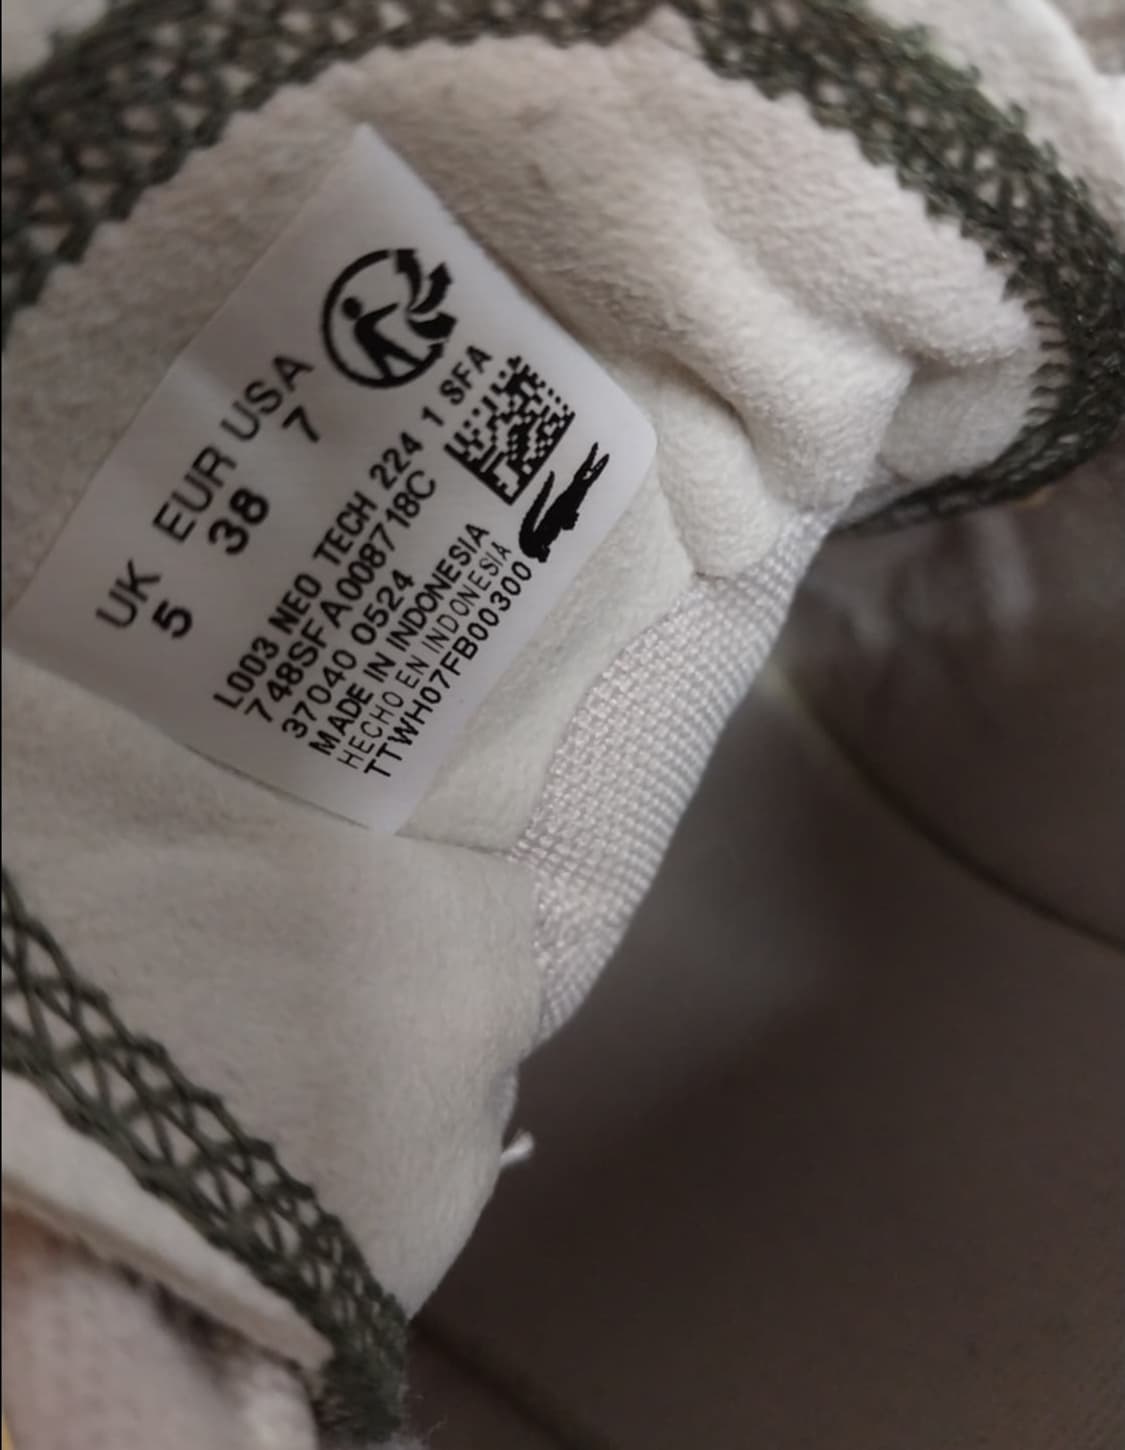 UK EUR USA
5 38 7
L003 NEO TECH 224 1 SFA
748SFA008718C
37040 0524
MADE IN INDONESIA
HECHO EN INDONESIA
TTWH07FB00300